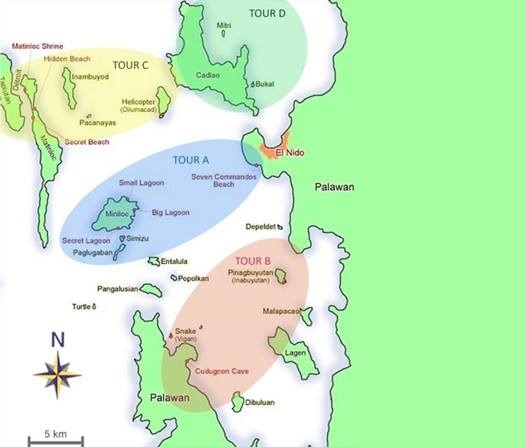 TOUR D
Mitri
Cadlao
Bukal
Matinloc Shrine
Hidden Beach
TOUR C
Tapiutan
Detroit
Inambuyod
Helicopter
(Dilumacad)
Pacanayas
Secret Beach
Matinloc
El Nido
TOUR A
Seven Commandos
Beach
Small Lagoon
Palawan
Miniloc
Big Lagoon
Depeldet
Secret Lagoon
Simizu
Paglugaban
Entalula
TOUR B
Pinagbuyutan
(Inabuyutan)
Popolkan
Pangalusian
Turtle
Malapacao
Snake
(Vigan)
N
Lagen
Cudugnon Cave
Palawan
Dibuluan
5 km